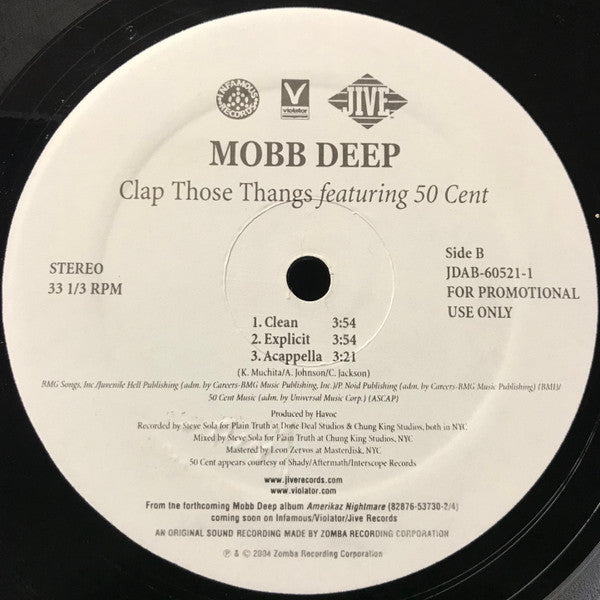 INFAMOUS RECORDS
V
violator
JIVE
MOBB DEEP
Clap Those Thangs featuring 50 Cent
STEREO
33 1/3 RPM
Side B
JDAB-60521-1
FOR PROMOTIONAL
USE ONLY
1. Clean 3:54
2. Explicit 3:54
3. Acappella 3:21
(K. Muchita/A. Johnson/C. Jackson)
BMG Songs, Inc./Juvenile Hell Publishing (adm. by Careers-BMG Music Publishing, Inc.)/P. Noid Publishing (adm. by Careers-BMG Music Publishing) (BMI)/
50 Cent Music (adm. by Universal Music Corp.) (ASCAP)
Produced by Havoc
Recorded by Steve Sola for Plain Truth at Done Deal Studios & Chung King Studios, both in NYC
Mixed by Steve Sola for Plain Truth at Chung King Studios, NYC
Mastered by Leon Zervos at Masterdisk, NYC
50 Cent appears courtesy of Shady/Aftermath/Interscope Records
www.jiverecords.com
www.violator.com
From the forthcoming Mobb Deep album Amerikaz Nightmare (82876-53730-2/4)
coming soon on Infamous/Violator/Jive Records
AN ORIGINAL SOUND RECORDING MADE BY ZOMBA RECORDING CORPORATION
℗ & © 2004 Zomba Recording Corporation